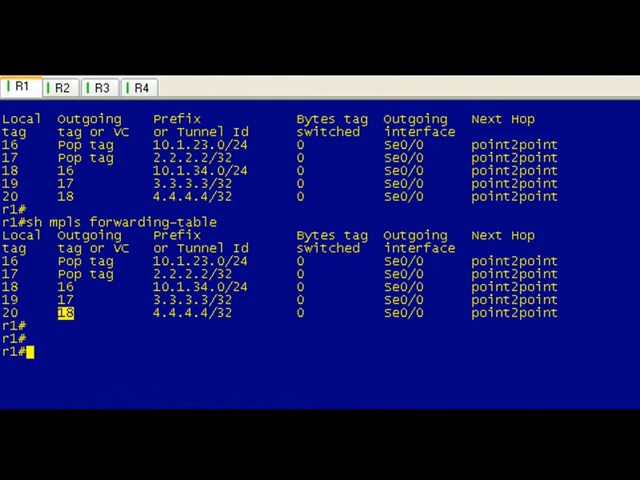 R1 R2 R3 R4
Local Outgoing Prefix Bytes tag Outgoing Next Hop
tag tag or VC or Tunnel Id switched interface
16 Pop tag 10.1.23.0/24 0 Se0/0 point2point
17 Pop tag 2.2.2.2/32 0 Se0/0 point2point
18 16 10.1.34.0/24 0 Se0/0 point2point
19 17 3.3.3.3/32 0 Se0/0 point2point
20 18 4.4.4.4/32 0 Se0/0 point2point
r1#
r1#sh mpls forwarding-table
Local Outgoing Prefix Bytes tag Outgoing Next Hop
tag tag or VC or Tunnel Id switched interface
16 Pop tag 10.1.23.0/24 0 Se0/0 point2point
17 Pop tag 2.2.2.2/32 0 Se0/0 point2point
18 16 10.1.34.0/24 0 Se0/0 point2point
19 17 3.3.3.3/32 0 Se0/0 point2point
20 18 4.4.4.4/32 0 Se0/0 point2point
r1#
r1#
r1#